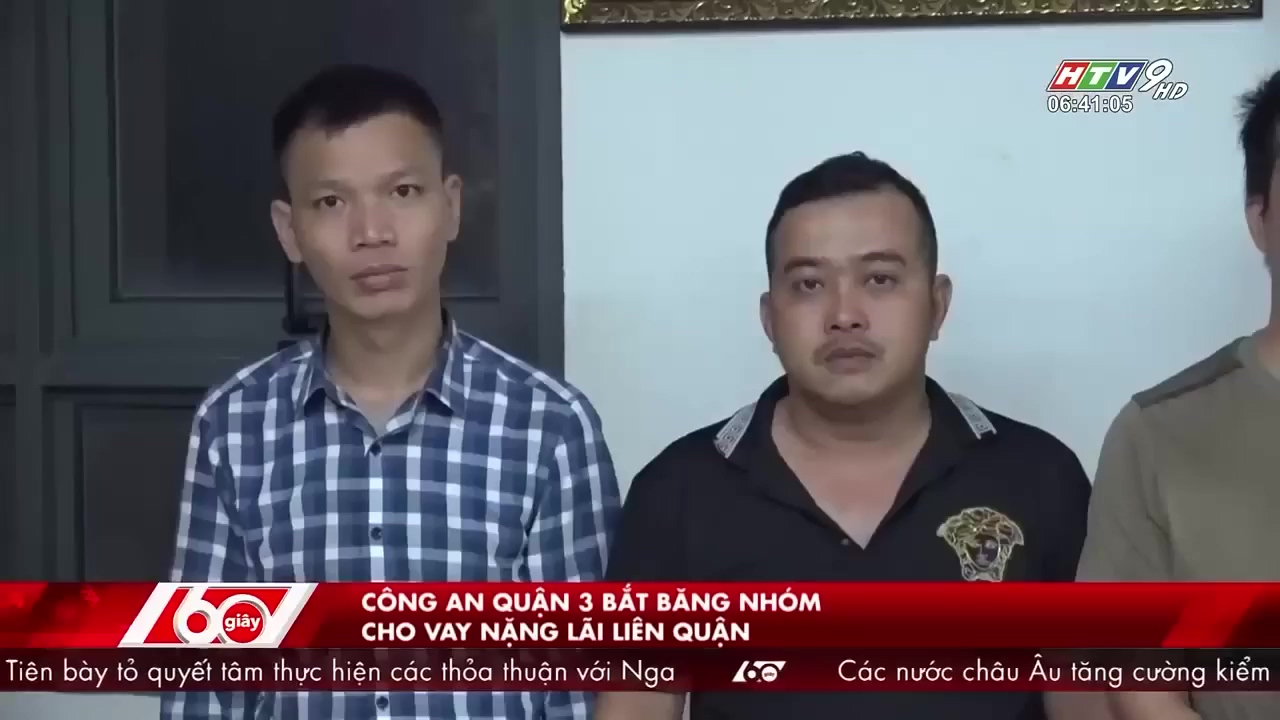 HTV9 HD
06:41:05
60 giây
CÔNG AN QUẬN 3 BẮT BĂNG NHÓM
CHO VAY NẶNG LÃI LIÊN QUẬN
Tiên bày tỏ quyết tâm thực hiện các thỏa thuận với Nga 60 giây Các nước châu Âu tăng cường kiểm